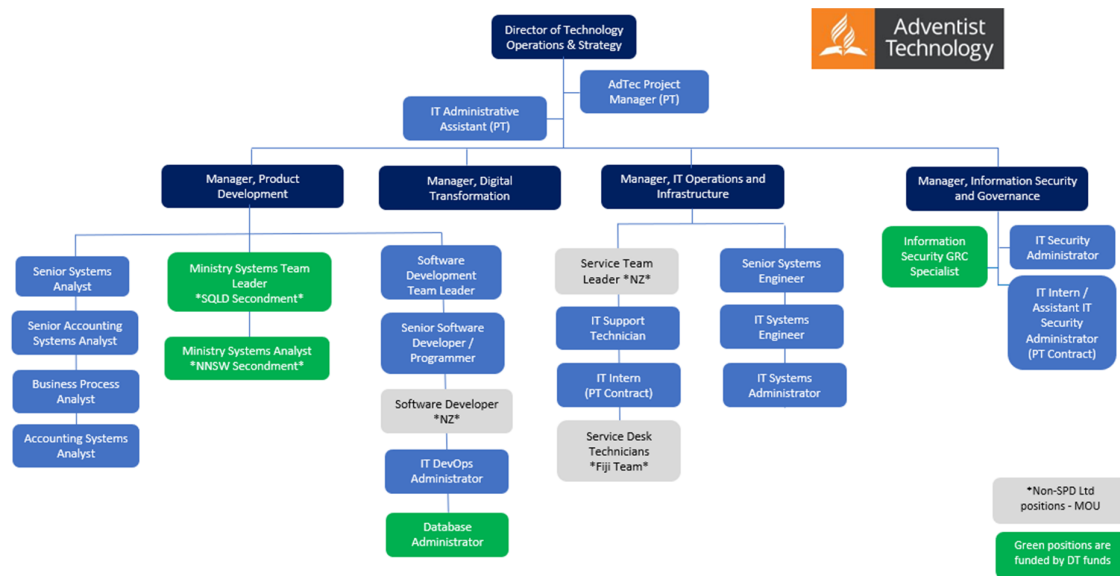 Director of Technology
Operations & Strategy
Adventist
Technology
AdTec Project
Manager (PT)
IT Administrative
Assistant (PT)
Manager, Product
Development
Manager, Digital
Transformation
Manager, IT Operations and
Infrastructure
Manager, Information Security
and Governance
Senior Systems
Analyst
Senior Accounting
Systems Analyst
Business Process
Analyst
Accounting Systems
Analyst
Ministry Systems Team
Leader
*SQLD Secondment*
Ministry Systems Analyst
*NNSW Secondment*
Software
Development
Team Leader
Senior Software
Developer /
Programmer
Software Developer
*NZ*
IT DevOps
Administrator
Database
Administrator
Service Team
Leader *NZ*
IT Support
Technician
IT Intern
(PT Contract)
Service Desk
Technicians
*Fiji Team*
Senior Systems
Engineer
IT Systems
Engineer
IT Systems
Administrator
Information
Security GRC
Specialist
IT Security
Administrator
IT Intern /
Assistant IT
Security
Administrator
(PT Contract)
*Non-SPD Ltd
positions - MOU
Green positions are
funded by DT funds